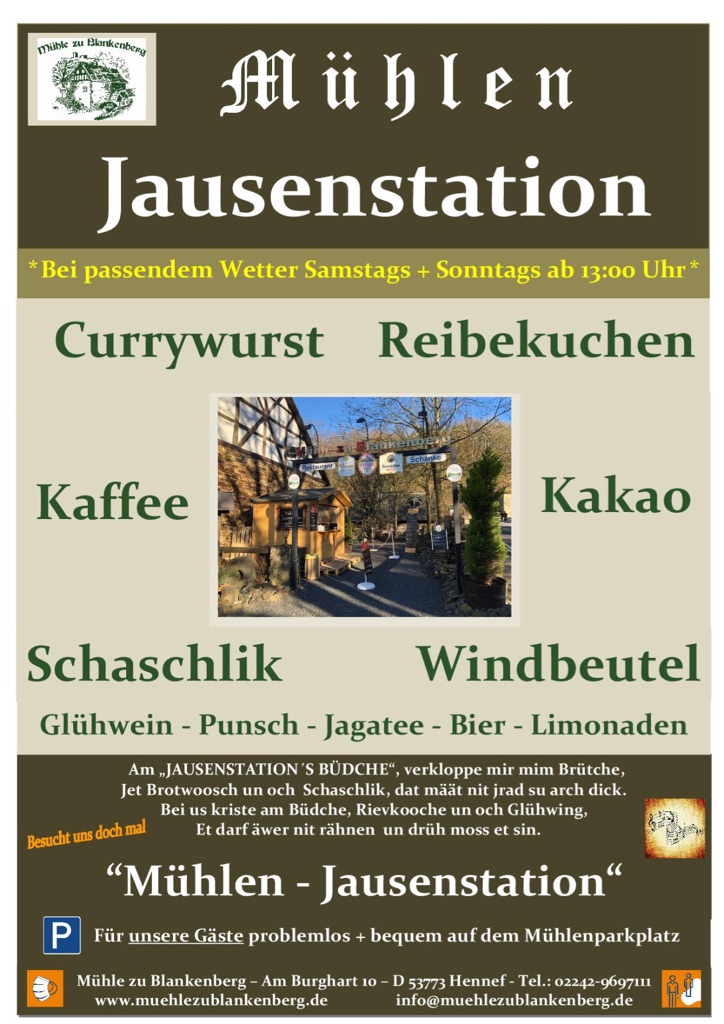 Mühle zu Blankenberg
Mühlen
Jausenstation
*Bei passendem Wetter Samstags + Sonntags ab 13:00 Uhr*
Currywurst Reibekuchen
Blankenberg
Restaurant Schänke
Kaffee Kakao
Schaschlik Windbeutel
Glühwein - Punsch - Jagatee - Bier - Limonaden
Am „JAUSENSTATION´S BÜDCHE“, verkloppe mir mim Brütche,
Jet Brotwoosch un och Schaschlik, dat määt nit jrad su arch dick.
Bei us kriste am Büdche, Rievkooche un och Glühwing,
Et darf äwer nit rähnen un drüh moss et sin.
Besucht uns doch mal
“Mühlen - Jausenstation“
P Für unsere Gäste problemlos + bequem auf dem Mühlenparkplatz
Mühle zu Blankenberg – Am Burghart 10 – D 53773 Hennef - Tel.: 02242-9697111
www.muehlezublankenberg.de info@muehlezublankenberg.de